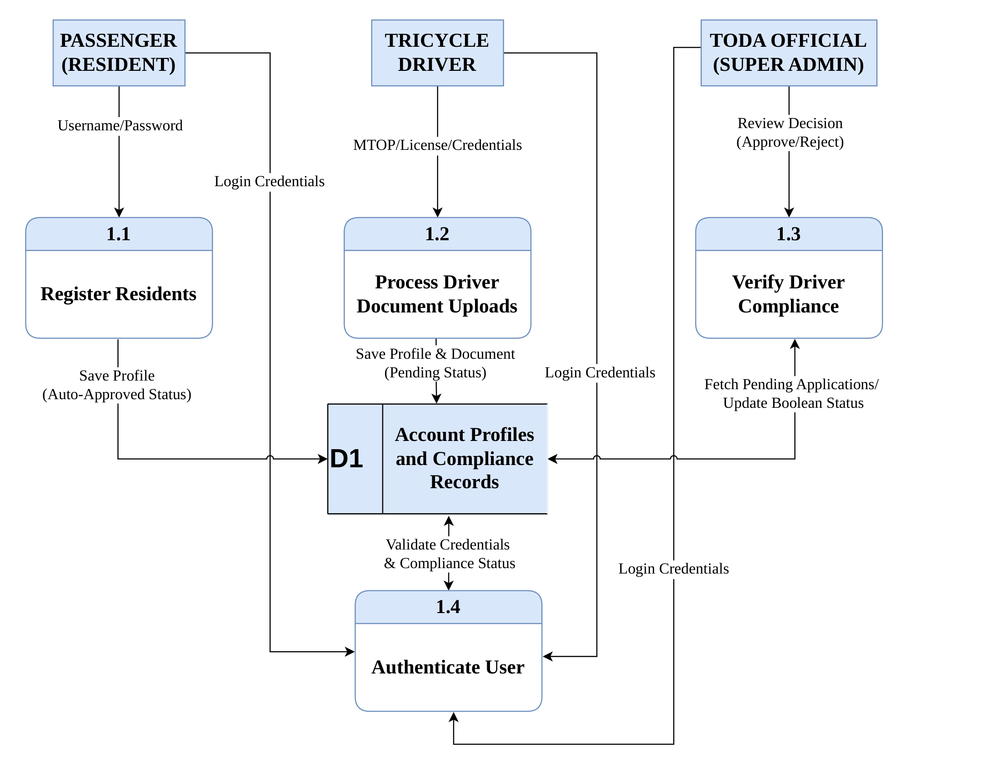 PASSENGER
(RESIDENT)
TRICYCLE
DRIVER
TODA OFFICIAL
(SUPER ADMIN)
Username/Password
MTOP/License/Credentials
Review Decision
(Approve/Reject)
Login Credentials
1.1
Register Residents
1.2
Process Driver
Document Uploads
1.3
Verify Driver
Compliance
Save Profile
(Auto-Approved Status)
Save Profile & Document
(Pending Status)
Login Credentials
Fetch Pending Applications/
Update Boolean Status
D1
Account Profiles
and Compliance
Records
Validate Credentials
& Compliance Status
Login Credentials
1.4
Authenticate User